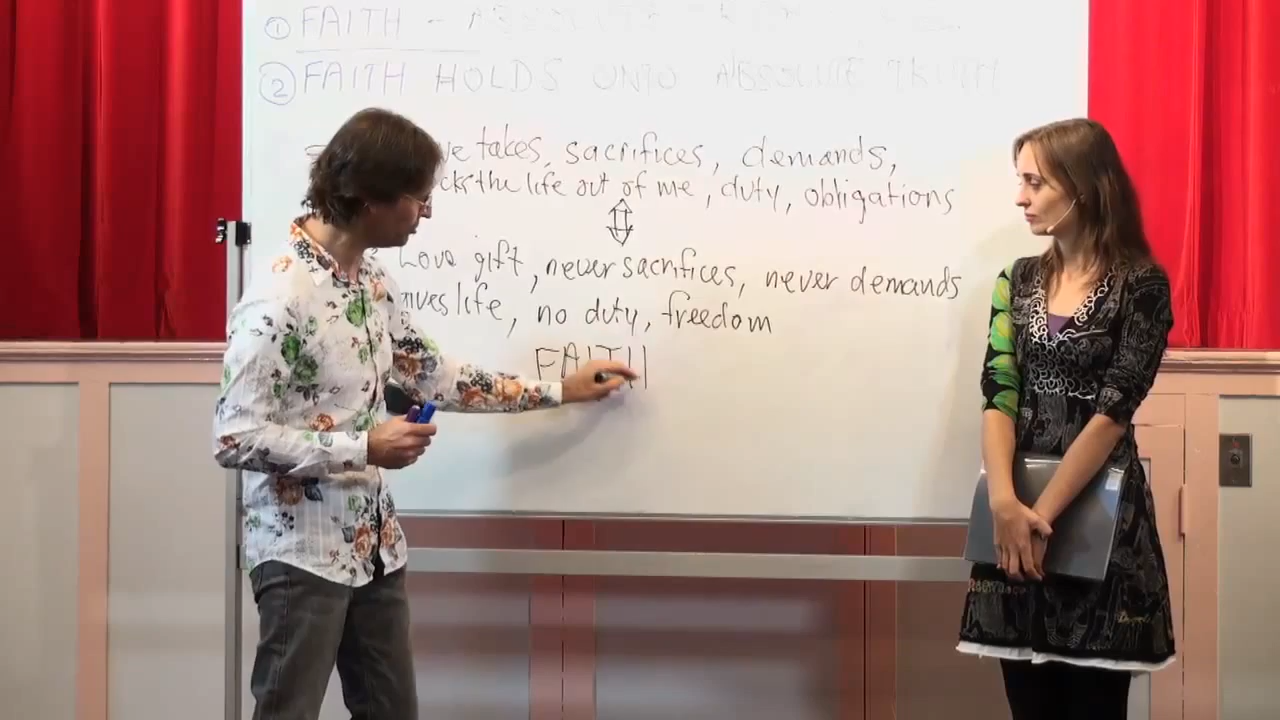 ① FAITH - ABSOLUTE
② FAITH HOLDS ONTO ABSOLUTE TRUTH
takes, sacrifices, demands,
the life out of me, duty, obligations
Love gift, never sacrifices, never demands
life, no duty, freedom
FAITH